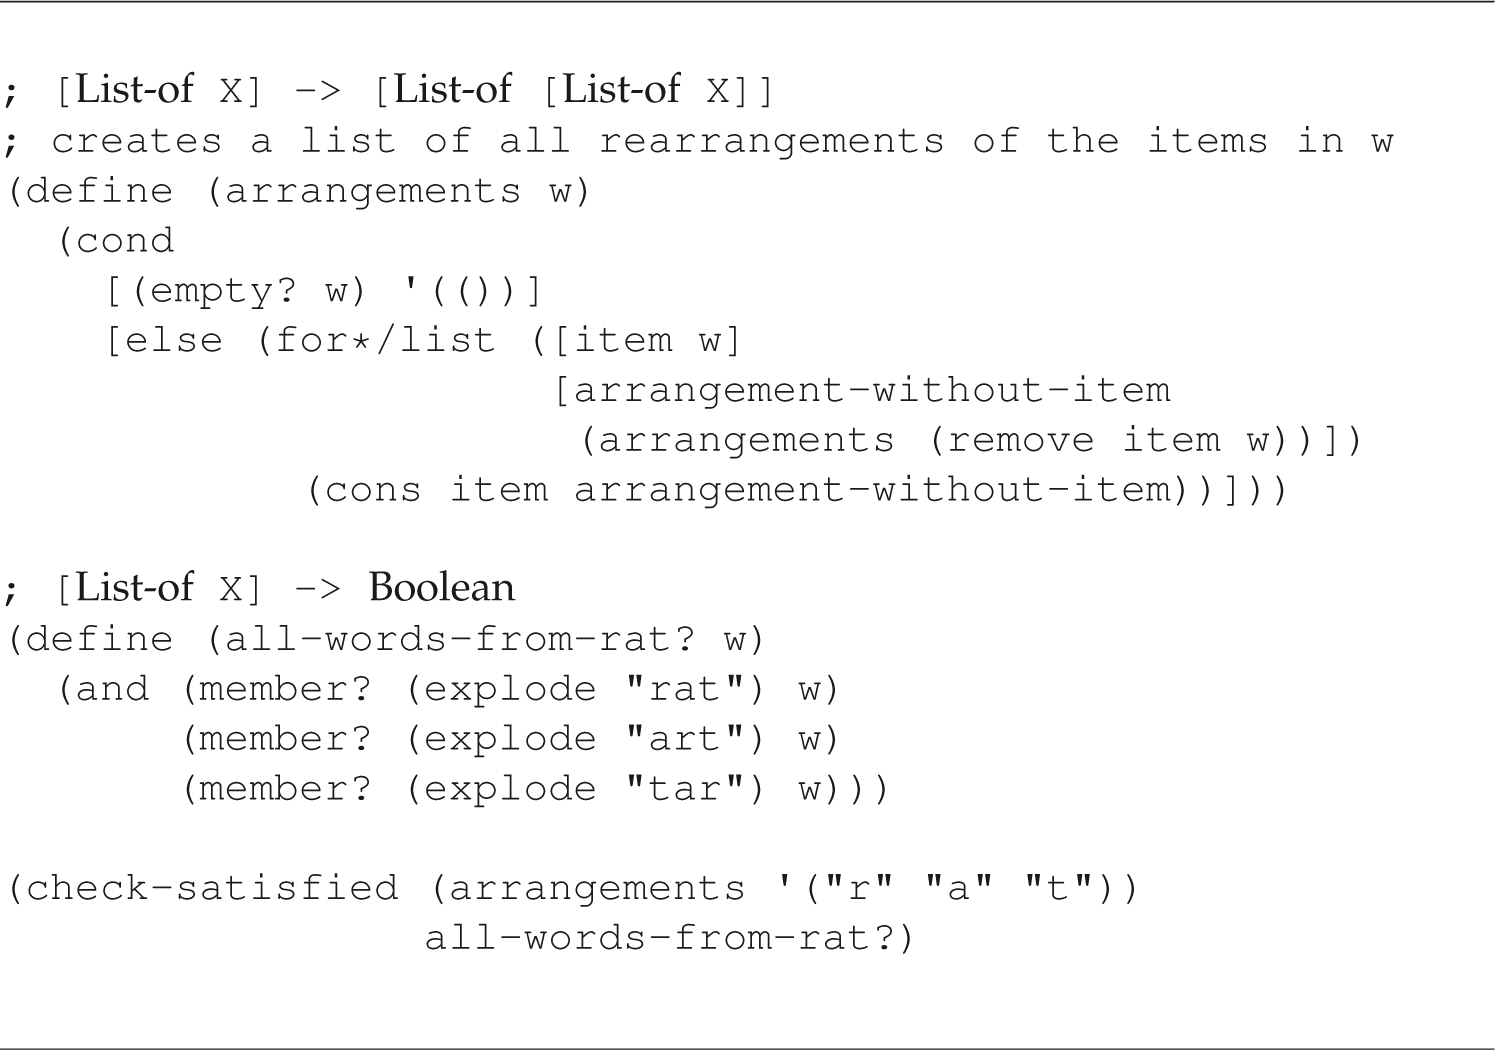 ; [List-of X] -> [List-of [List-of X]]
; creates a list of all rearrangements of the items in w
(define (arrangements w)
  (cond
    [(empty? w) '(())]
    [else (for*/list ([item w]
                      [arrangement-without-item
                       (arrangements (remove item w))])
            (cons item arrangement-without-item))]))
; [List-of X] -> Boolean
(define (all-words-from-rat? w)
  (and (member? (explode "rat") w)
       (member? (explode "art") w)
       (member? (explode "tar") w)))
(check-satisfied (arrangements '("r" "a" "t"))
                 all-words-from-rat?)